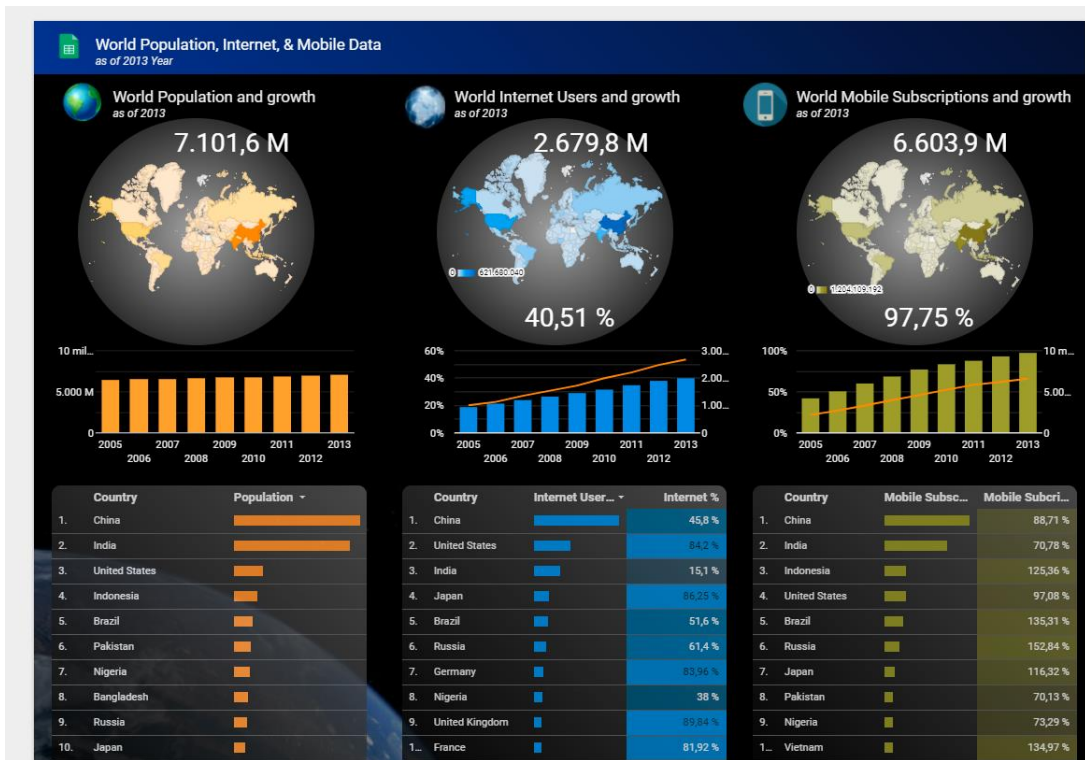 World Population, Internet, & Mobile Data
as of 2013 Year
World Population and growth
as of 2013
7.101,6 M
World Internet Users and growth
as of 2013
2.679,8 M
0 621.680.040
40,51 %
World Mobile Subscriptions and growth
as of 2013
6.603,9 M
0 1.204.109.192
97,75 %
10 mil...
5.000 M
0
2005 2007 2009 2011 2013
2006 2008 2010 2012
60%
40%
20%
0%
3.00...
2.00...
1.00...
0
2005 2007 2009 2011 2013
2006 2008 2010 2012
100%
50%
0%
10 m...
5.00...
0
2005 2007 2009 2011 2013
2006 2008 2010 2012
Country Population
1. China
2. India
3. United States
4. Indonesia
5. Brazil
6. Pakistan
7. Nigeria
8. Bangladesh
9. Russia
10. Japan
Country Internet User... Internet %
1. China 45,8 %
2. United States 84,2 %
3. India 15,1 %
4. Japan 86,25 %
5. Brazil 51,6 %
6. Russia 61,4 %
7. Germany 83,96 %
8. Nigeria 38 %
9. United Kingdom 89,84 %
1... France 81,92 %
Country Mobile Subsc... Mobile Subcri...
1. China 88,71 %
2. India 70,78 %
3. Indonesia 125,36 %
4. United States 97,08 %
5. Brazil 135,31 %
6. Russia 152,84 %
7. Japan 116,32 %
8. Pakistan 70,13 %
9. Nigeria 73,29 %
1... Vietnam 134,97 %